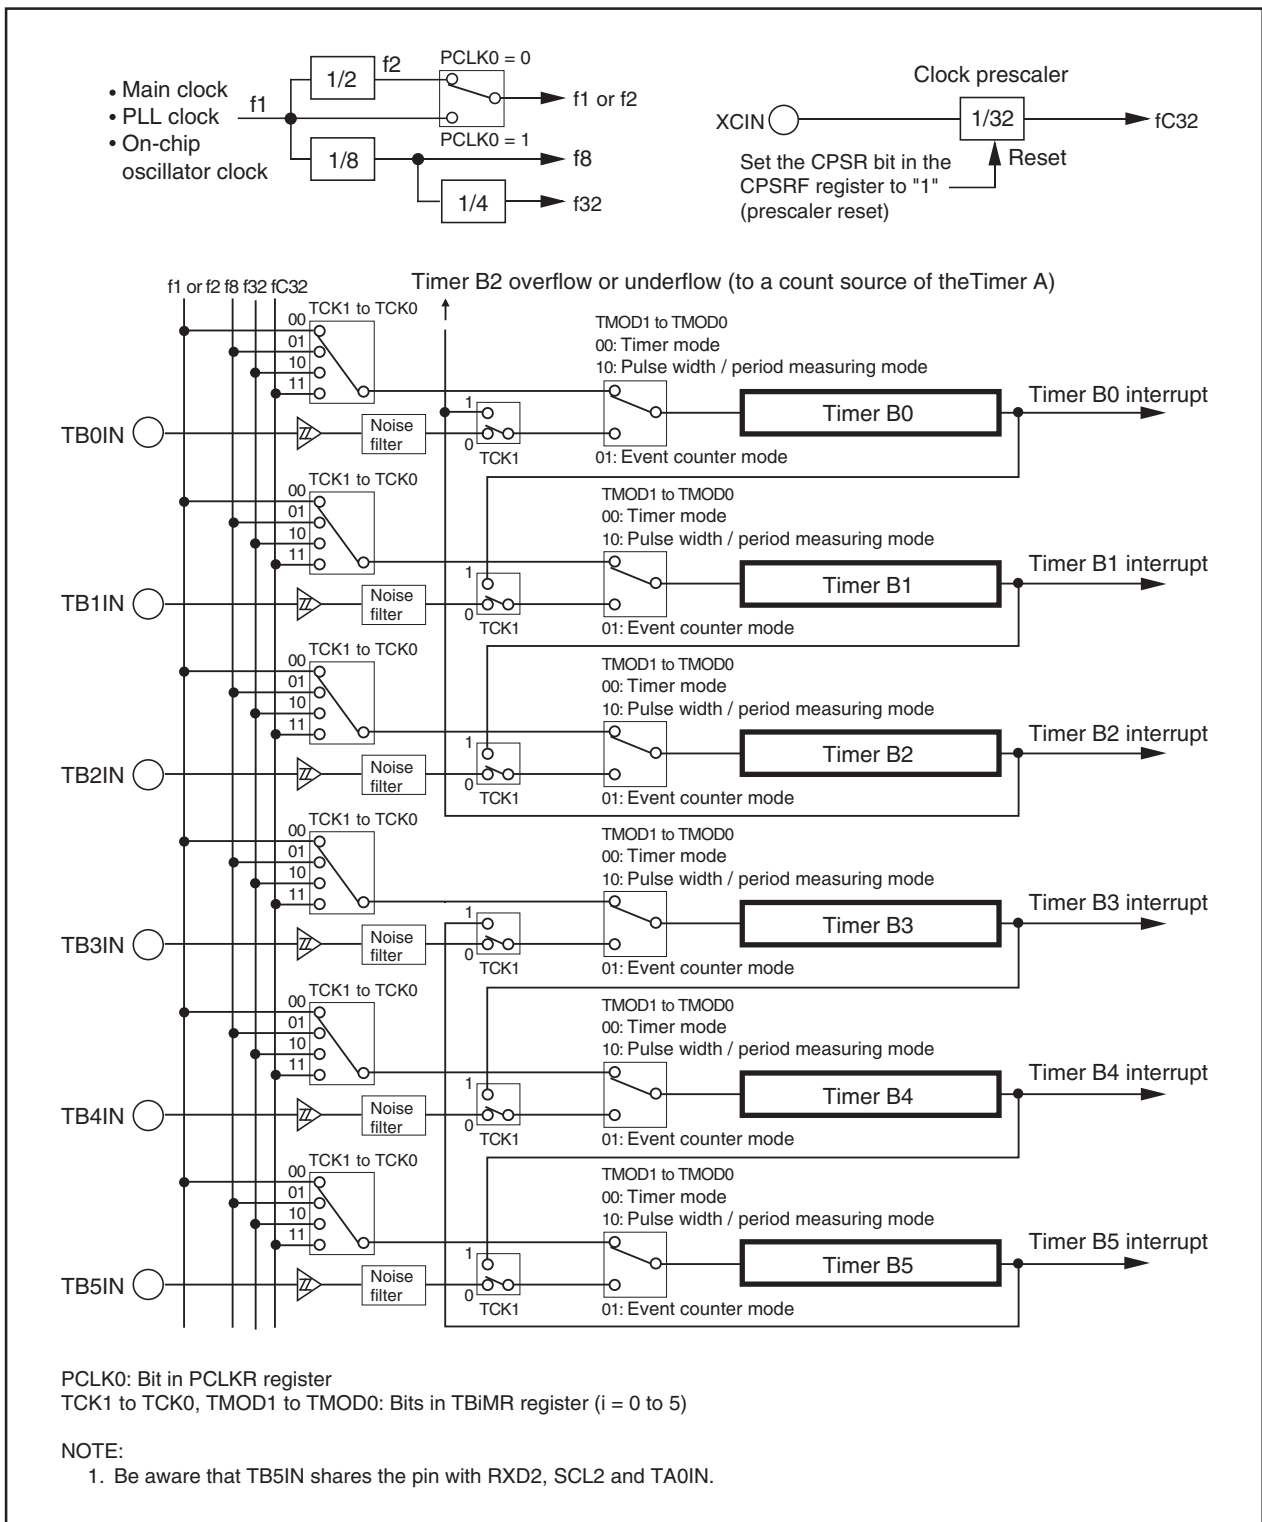 PCLK0 = 0
f2
1/2
• Main clock
• PLL clock
• On-chip
oscillator clock
f1
f1 or f2
PCLK0 = 1
1/8
f8
1/4
f32
Clock prescaler
XCIN
1/32
fC32
Reset
Set the CPSR bit in the
CPSRF register to "1"
(prescaler reset)
Timer B2 overflow or underflow (to a count source of theTimer A)
f1 or f2 f8 f32 fC32
TCK1 to TCK0
00
01
10
11
TMOD1 to TMOD0
00: Timer mode
10: Pulse width / period measuring mode
TB0IN
Noise
filter
1
0
TCK1
01: Event counter mode
Timer B0
Timer B0 interrupt
TCK1 to TCK0
00
01
10
11
TMOD1 to TMOD0
00: Timer mode
10: Pulse width / period measuring mode
TB1IN
Noise
filter
1
0
TCK1
01: Event counter mode
Timer B1
Timer B1 interrupt
TCK1 to TCK0
00
01
10
11
TMOD1 to TMOD0
00: Timer mode
10: Pulse width / period measuring mode
TB2IN
Noise
filter
1
0
TCK1
01: Event counter mode
Timer B2
Timer B2 interrupt
TCK1 to TCK0
00
01
10
11
TMOD1 to TMOD0
00: Timer mode
10: Pulse width / period measuring mode
TB3IN
Noise
filter
1
0
TCK1
01: Event counter mode
Timer B3
Timer B3 interrupt
TCK1 to TCK0
00
01
10
11
TMOD1 to TMOD0
00: Timer mode
10: Pulse width / period measuring mode
TB4IN
Noise
filter
1
0
TCK1
01: Event counter mode
Timer B4
Timer B4 interrupt
TCK1 to TCK0
00
01
10
11
TMOD1 to TMOD0
00: Timer mode
10: Pulse width / period measuring mode
TB5IN
Noise
filter
1
0
TCK1
01: Event counter mode
Timer B5
Timer B5 interrupt
PCLK0: Bit in PCLKR register
TCK1 to TCK0, TMOD1 to TMOD0: Bits in TBiMR register (i = 0 to 5)
NOTE:
1. Be aware that TB5IN shares the pin with RXD2, SCL2 and TA0IN.